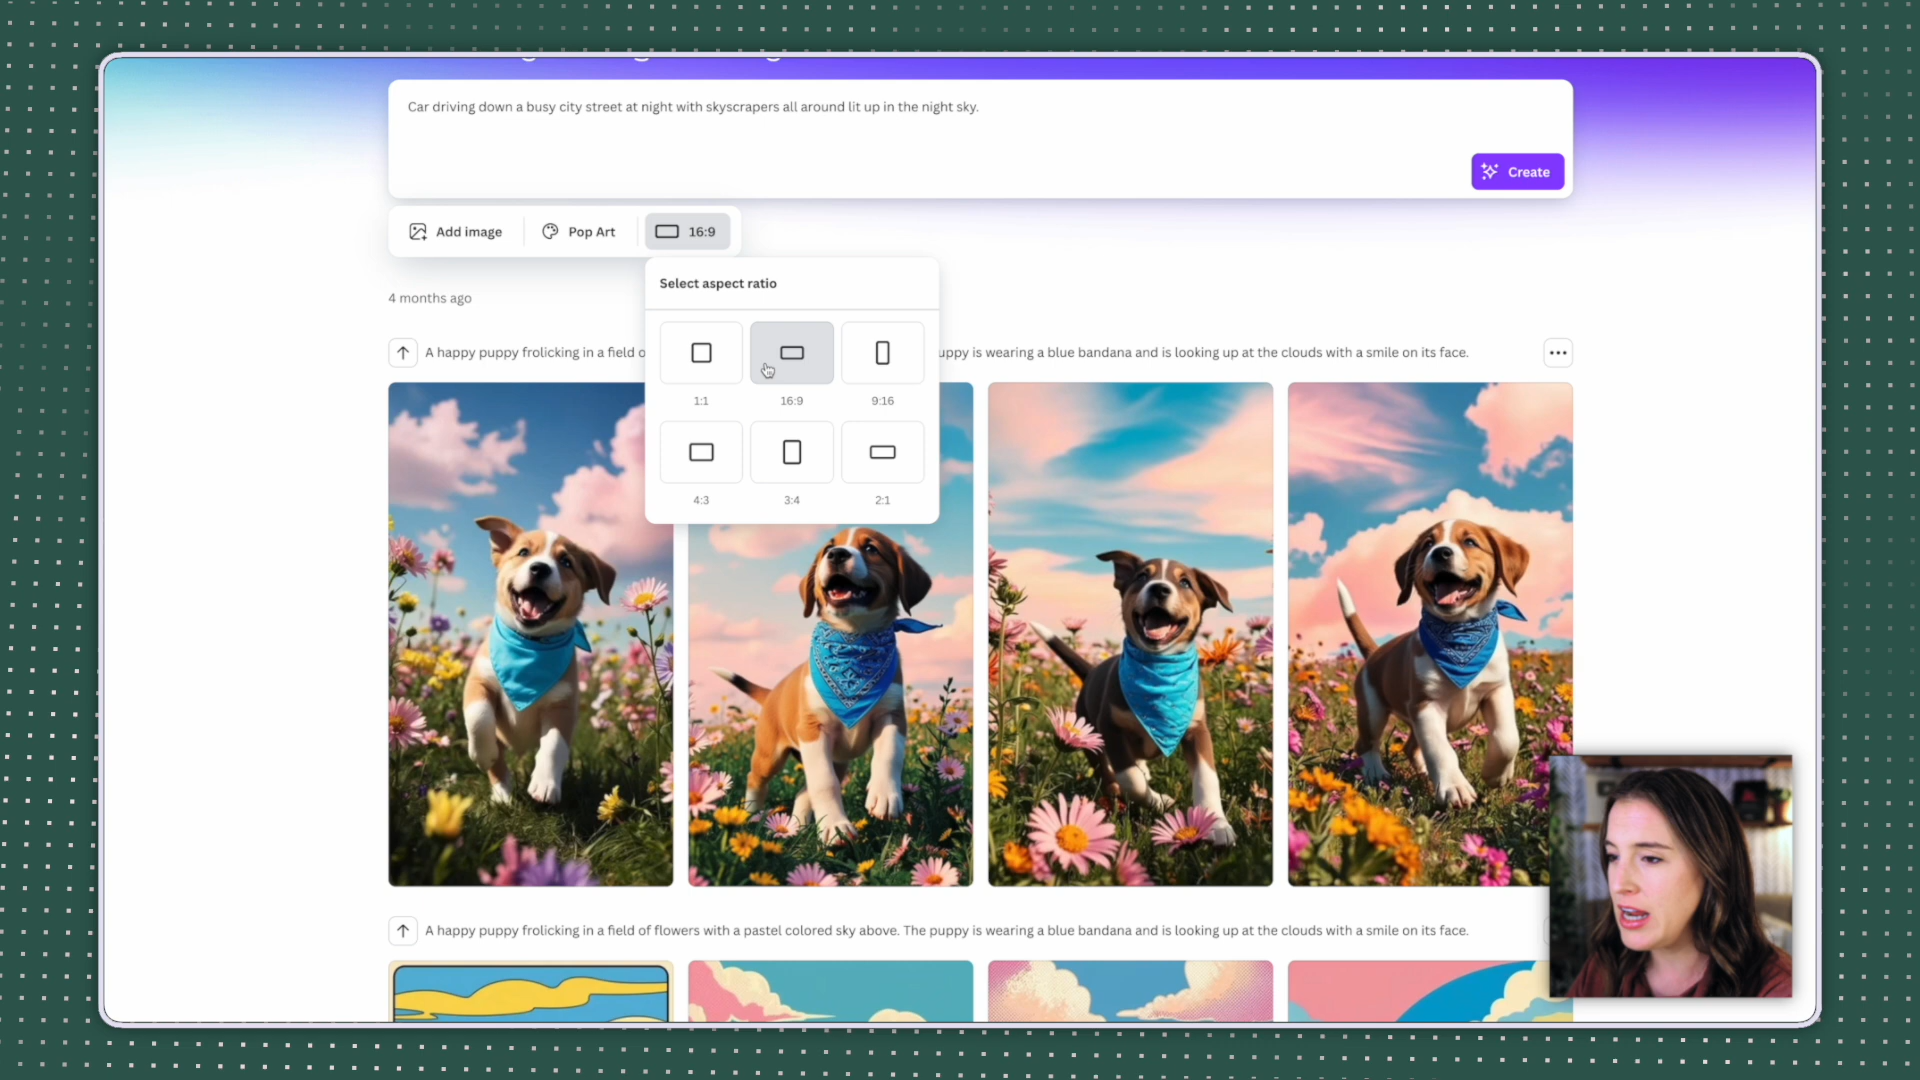 Car driving down a busy city street at night with skyscrapers all around lit up in the night sky.
Create
Add image
Pop Art
16:9
Select aspect ratio
4 months ago
A happy puppy frolicking in a field o
uppy is wearing a blue bandana and is looking up at the clouds with a smile on its face.
1:1
16:9
9:16
4:3
3:4
2:1
A happy puppy frolicking in a field of flowers with a pastel colored sky above. The puppy is wearing a blue bandana and is looking up at the clouds with a smile on its face.